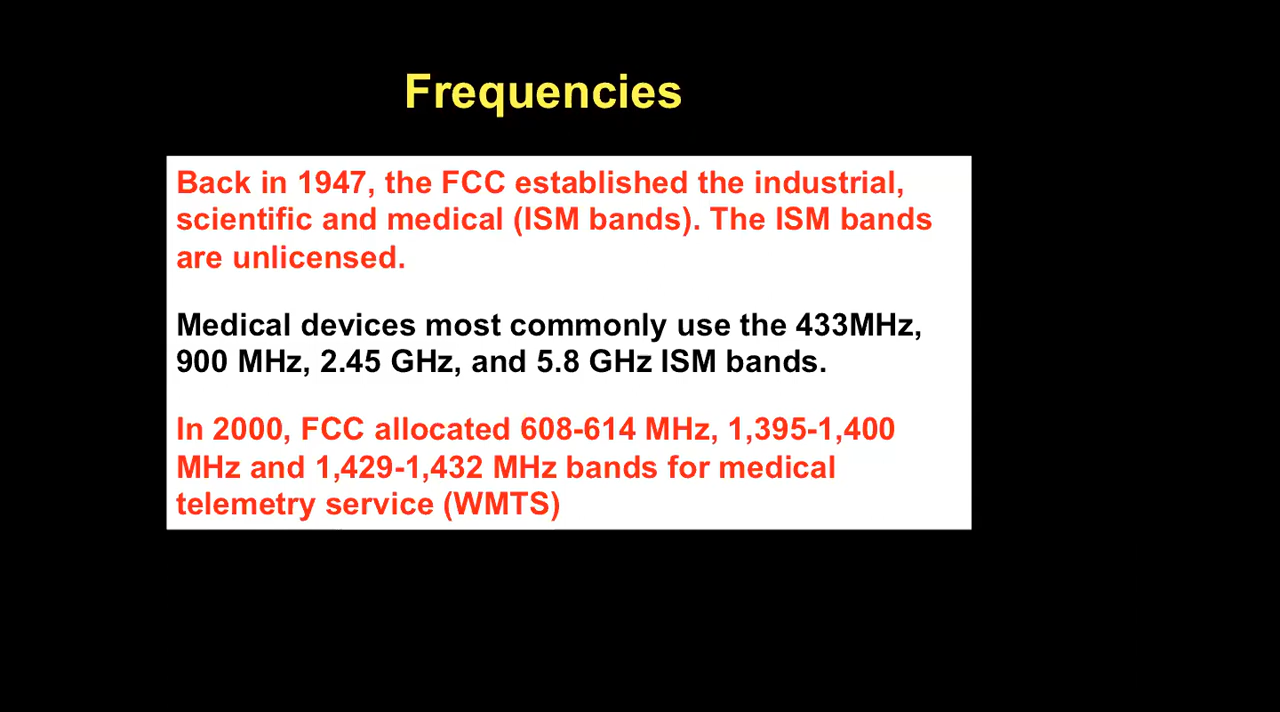 Frequencies
Back in 1947, the FCC established the industrial,
scientific and medical (ISM bands). The ISM bands
are unlicensed.
Medical devices most commonly use the 433MHz,
900 MHz, 2.45 GHz, and 5.8 GHz ISM bands.
In 2000, FCC allocated 608-614 MHz, 1,395-1,400
MHz and 1,429-1,432 MHz bands for medical
telemetry service (WMTS)